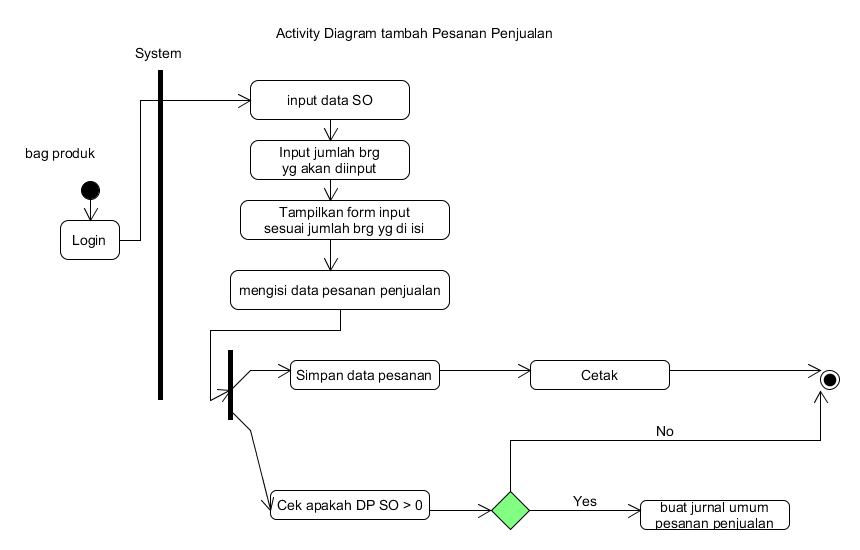 Activity Diagram tambah Pesanan Penjualan
System
input data SO
bag produk
Input jumlah brg
yg akan diinput
Login
Tampilkan form input
sesuai jumlah brg yg di isi
mengisi data pesanan penjualan
Simpan data pesanan
Cetak
No
Cek apakah DP SO > 0
Yes
buat jurnal umum
pesanan penjualan